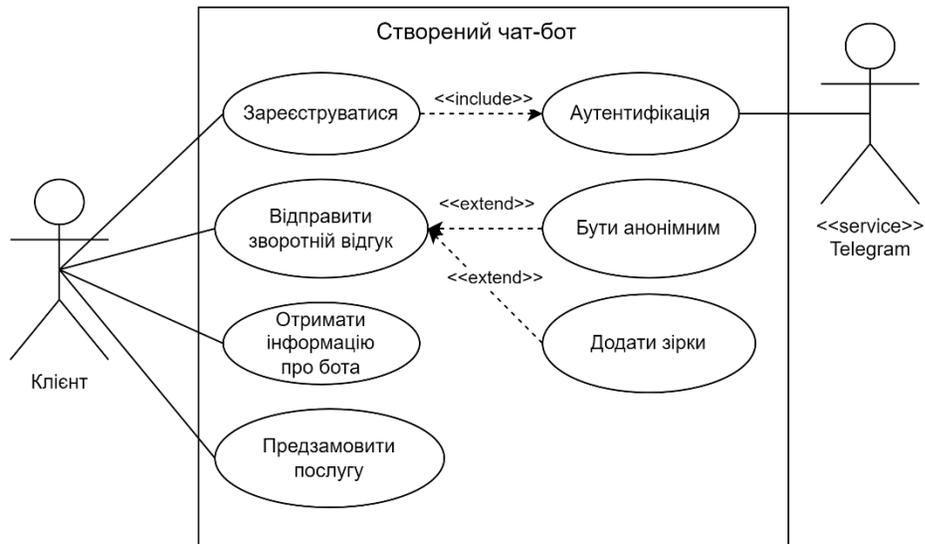 Створений чат-бот
Зареєструватися
<<include>>
Аутентифікація
Відправити
зворотній відгук
<<extend>>
Бути анонімним
<<service>>
Telegram
<<extend>>
Отримати
інформацію
про бота
Додати зірки
Клієнт
Предзамовити
послугу